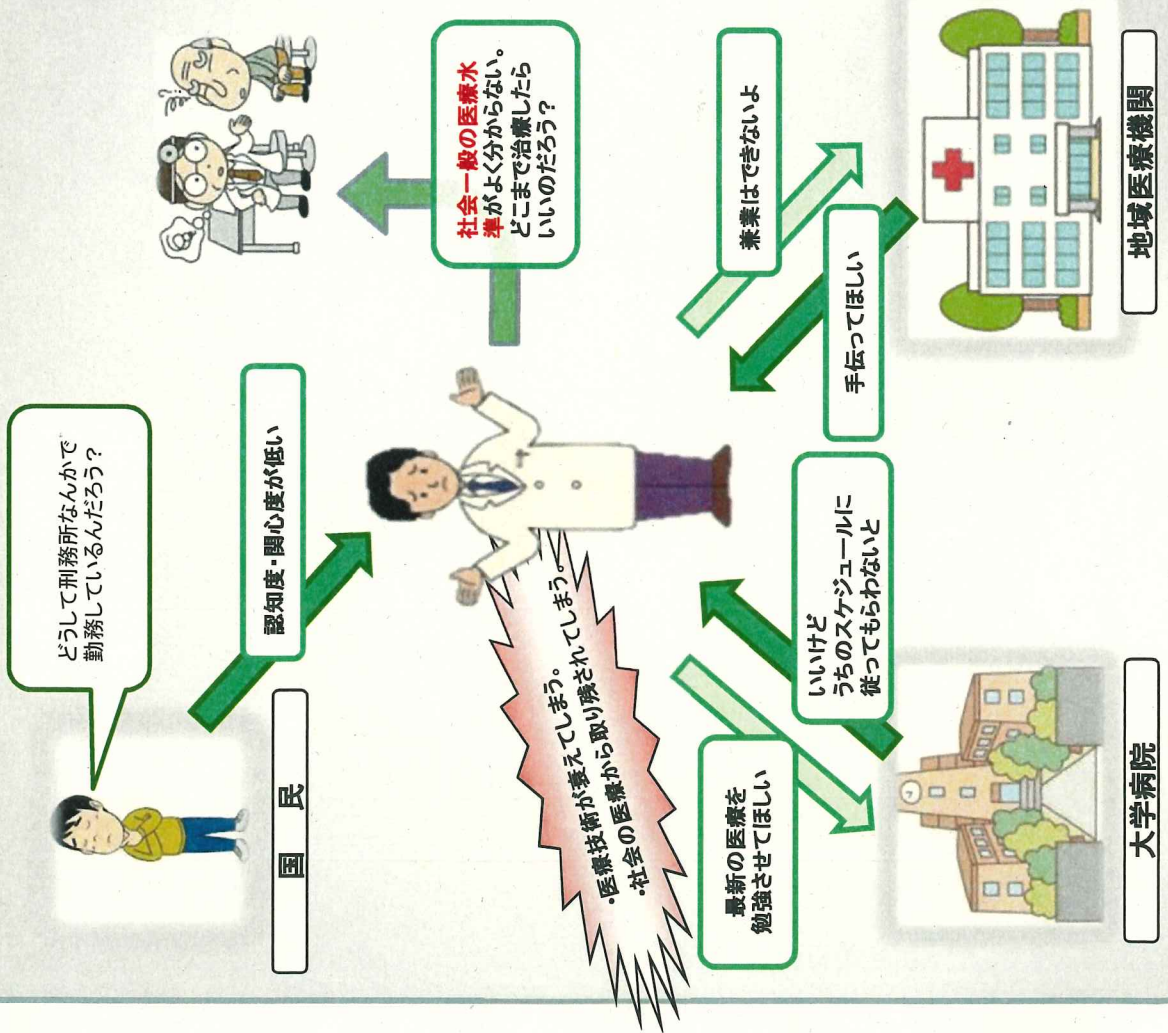 どうして刑務所なんかで
勤務しているんだろう？
国　民
認知度・関心度が低い
社会一般の医療水
準がよく分からない。
どこまで治療したら
いいのだろう？
・医療技術が衰えてしまう。
・社会の医療から取り残されてしまう。
最新の医療を
勉強させてほしい
いいけど
うちのスケジュールに
従ってもらわないと
手伝ってほしい
兼業はできないよ
大学病院
地域医療機関